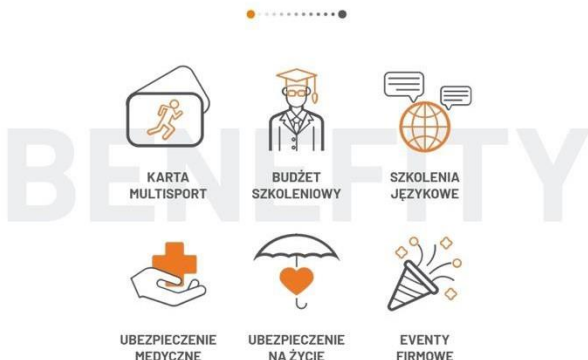 BENEFITY
KARTA
MULTISPORT
BUDŻET
SZKOLENIOWY
SZKOLENIA
JĘZYKOWE
UBEZPIECZENIE
MEDYCZNE
UBEZPIECZENIE
NA ŻYCIE
EVENTY
FIRMOWE